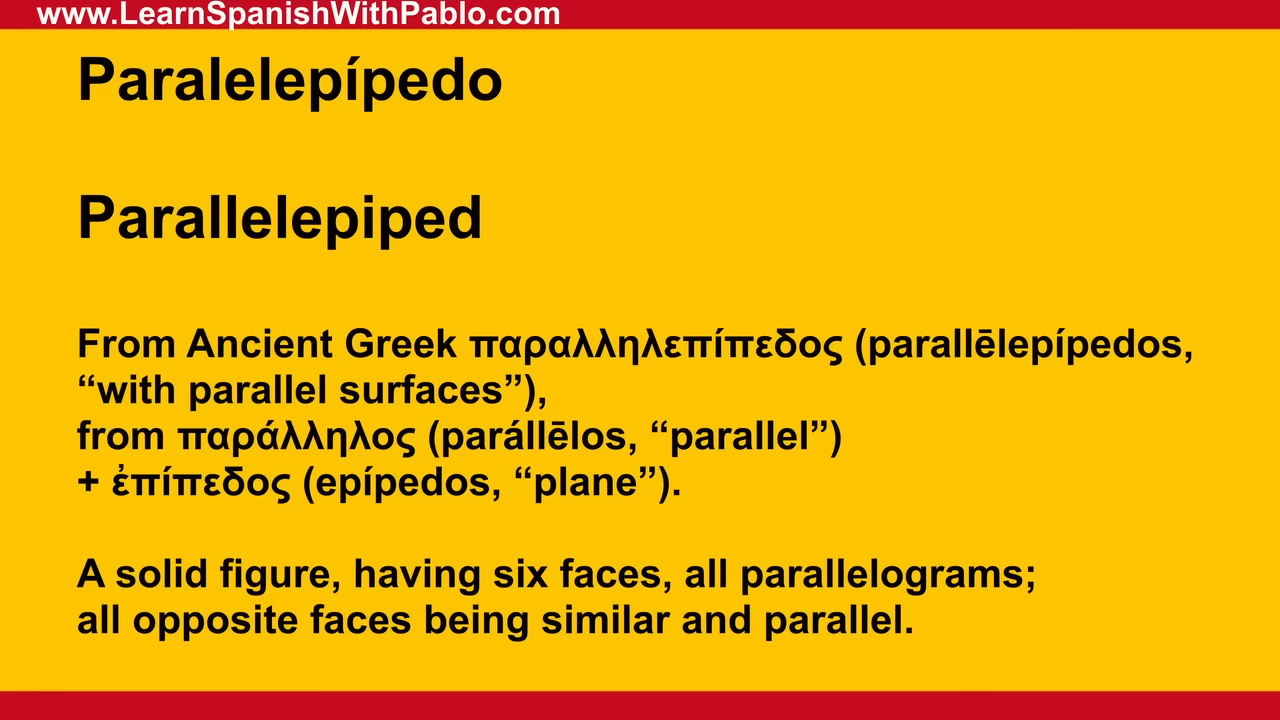 www.LearnSpanishWithPablo.com
Paralelepípedo
Parallelepiped
From Ancient Greek παραλληλεπίπεδος (parallēlepípedos,
“with parallel surfaces”),
from παράλληλος (parállēlos, “parallel”)
+ ἐπίπεδος (epípedos, “plane”).
A solid figure, having six faces, all parallelograms;
all opposite faces being similar and parallel.